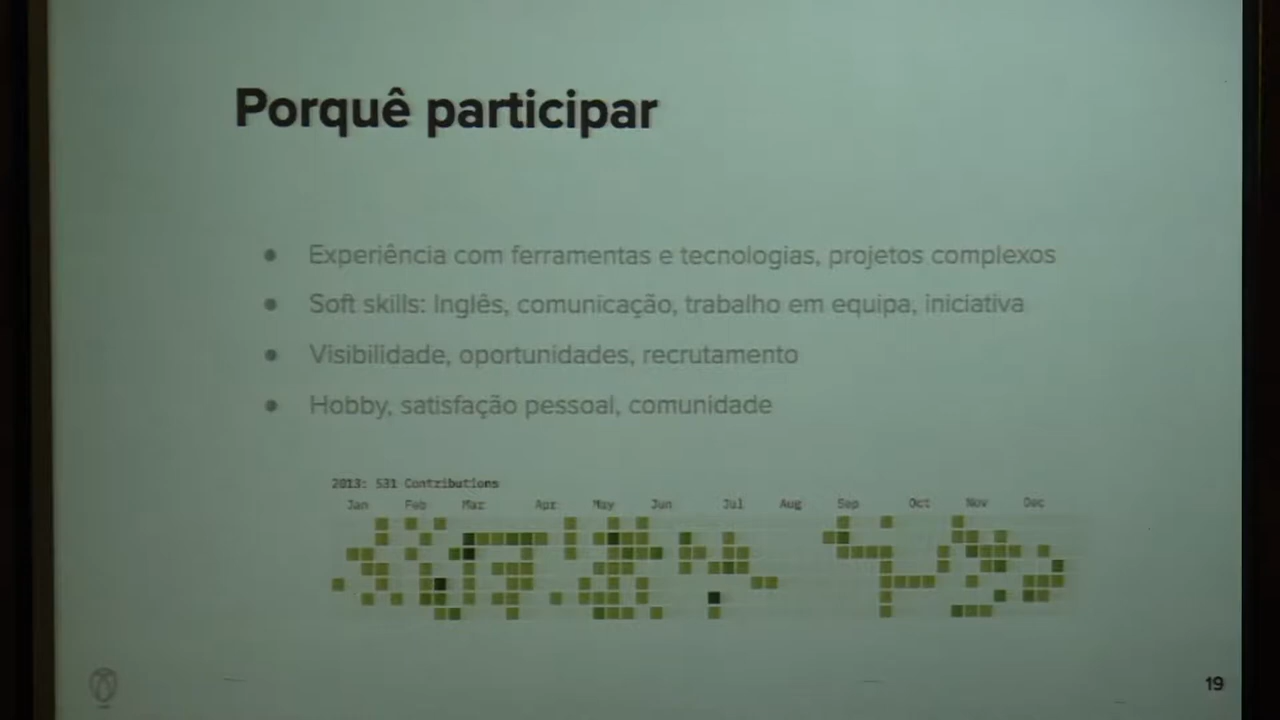 Porquê participar
Experiência com ferramentas e tecnologias, projetos complexos
Soft skills: Inglês, comunicação, trabalho em equipa, iniciativa
Visibilidade, oportunidades, recrutamento
Hobby, satisfação pessoal, comunidade
2013: 531 Contributions
Jan Feb Mar Apr May Jun Jul Aug Sep Oct Nov Dec
19